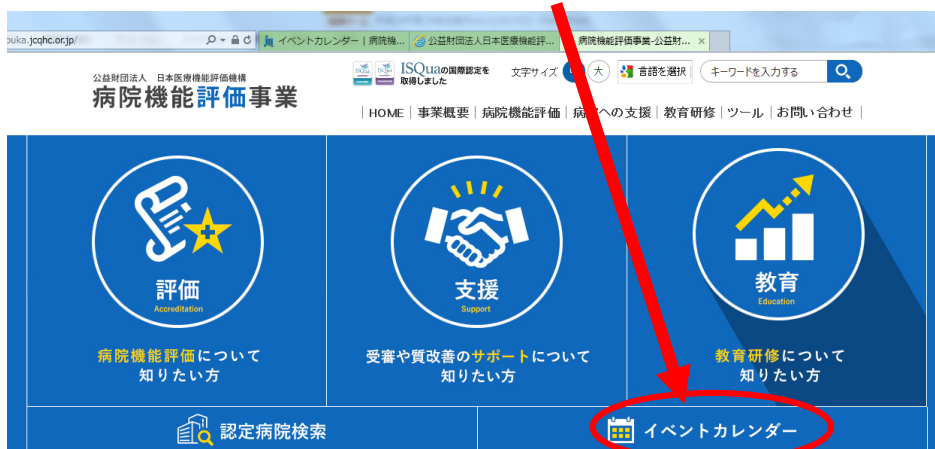 ouka.jcqhc.or.jp/
イベントカレンダー | 病院機...
公益財団法人日本医療機能評...
病院機能評価事業-公益財...
公益財団法人 日本医療機能評価機構
病院機能評価事業
ISQuaの国際認定を
取得しました
文字サイズ
大
言語を選択
キーワードを入力する
HOME | 事業概要 | 病院機能評価 | への支援 | 教育研修 | ツール | お問い合わせ
評価
Accreditation
支援
Support
教育
Education
病院機能評価について
知りたい方
受審や質改善のサポートについて
知りたい方
教育研修について
知りたい方
認定病院検索
イベントカレンダー